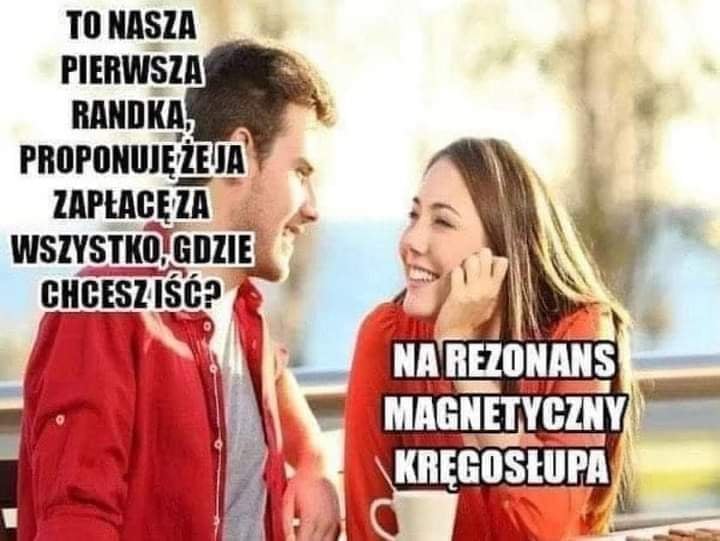 TO NASZA
PIERWSZA
RANDKA,
PROPONUJĘ ŻE JA
ZAPŁACĘ ZA
WSZYSTKO, GDZIE
CHCESZ IŚĆ?
NA REZONANS
MAGNETYCZNY
KRĘGOSŁUPA